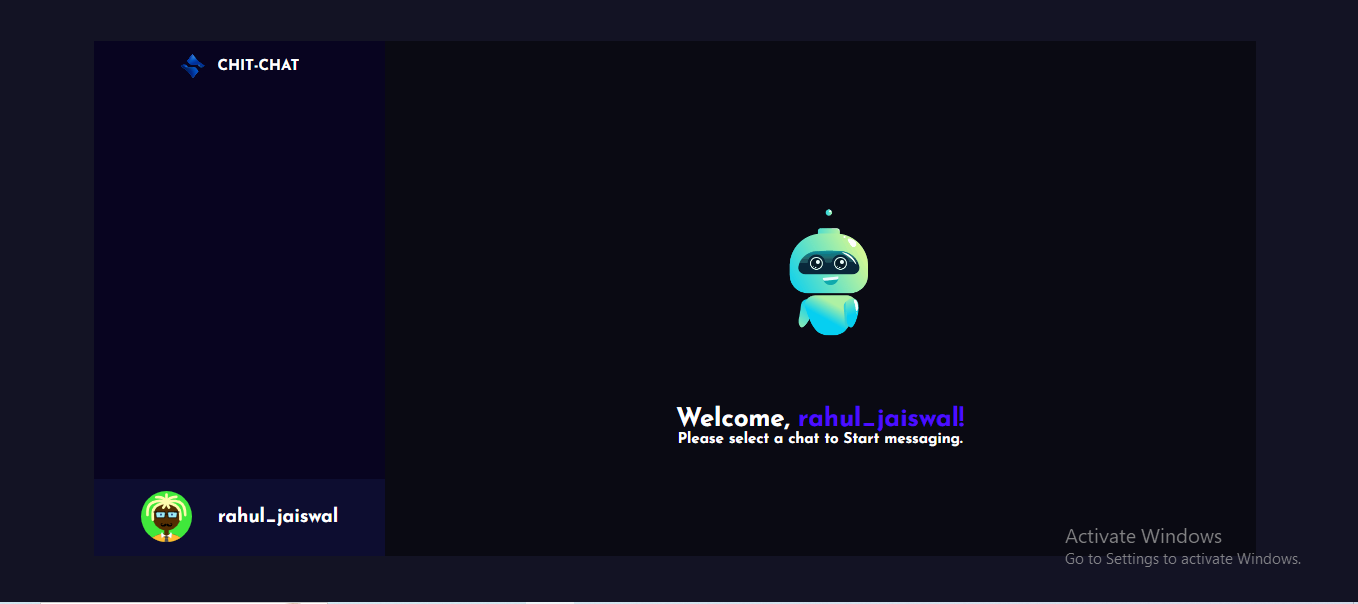 CHIT-CHAT
Welcome, rahul_jaiswal!
Please select a chat to Start messaging.
rahul_jaiswal
Activate Windows
Go to Settings to activate Windows.